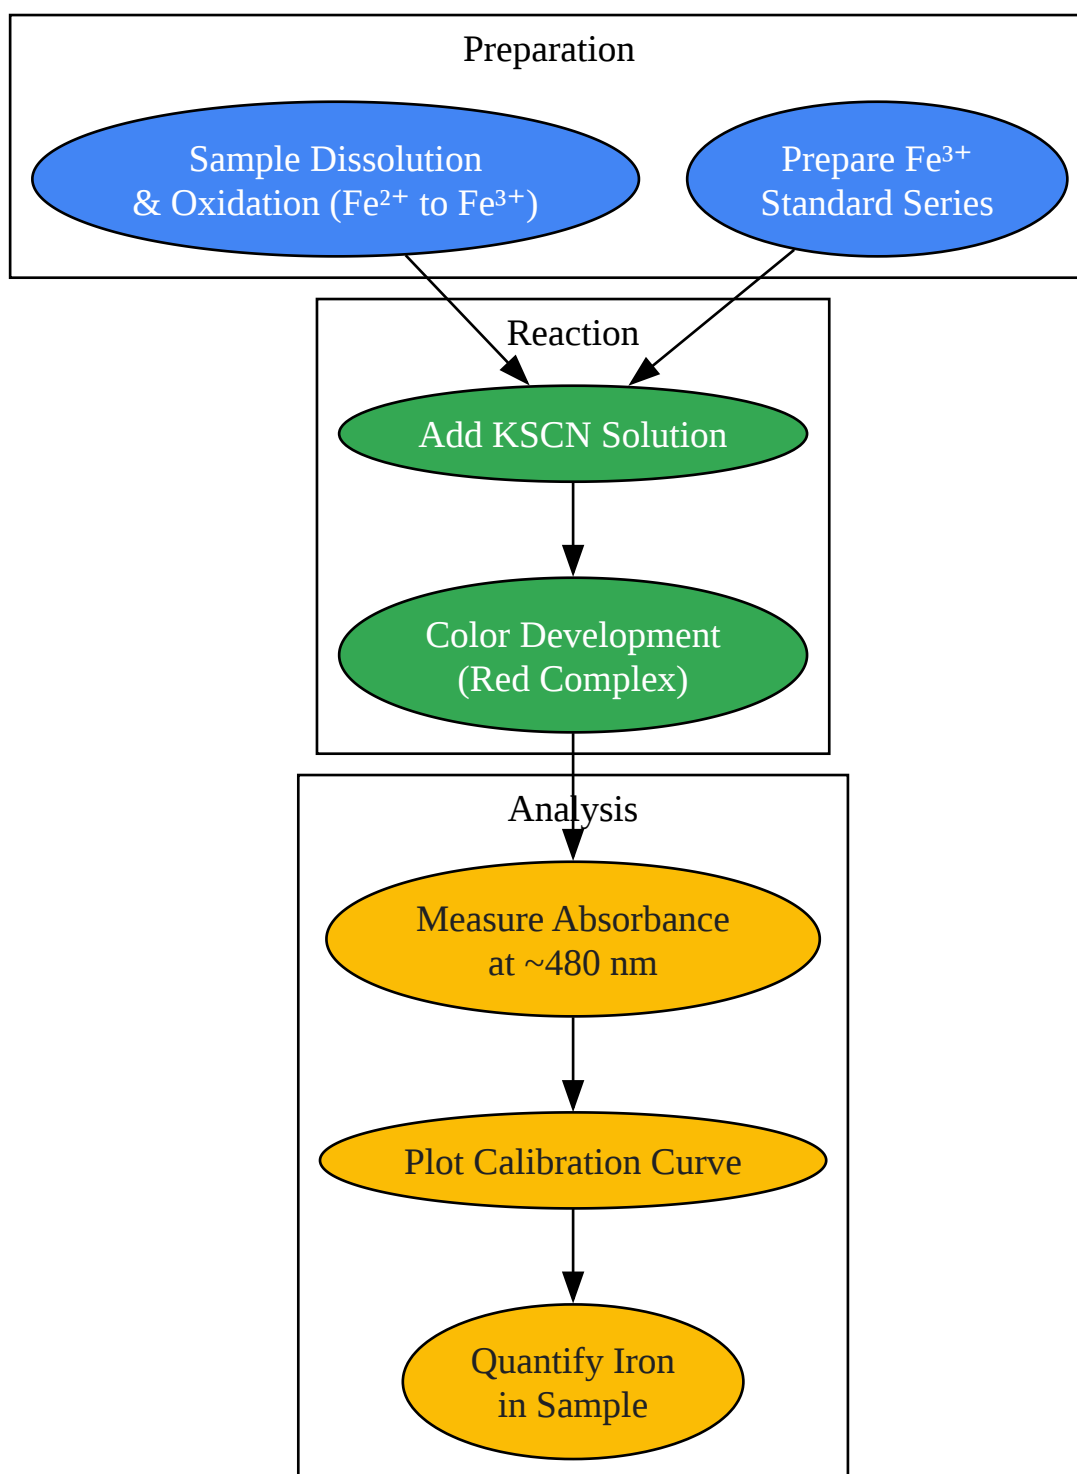 Preparation
Sample Dissolution
& Oxidation (Fe²⁺ to Fe³⁺)
Prepare Fe³⁺
Standard Series
Reaction
Add KSCN Solution
Color Development
(Red Complex)
Analysis
Measure Absorbance
at ~480 nm
Plot Calibration Curve
Quantify Iron
in Sample